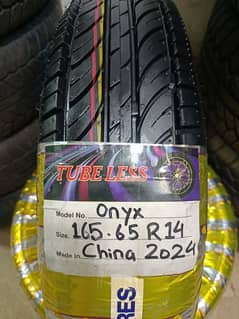 TUBE LESS
Model No. Onyx
Size. 165-65 R14
Made in. China 2024
RES